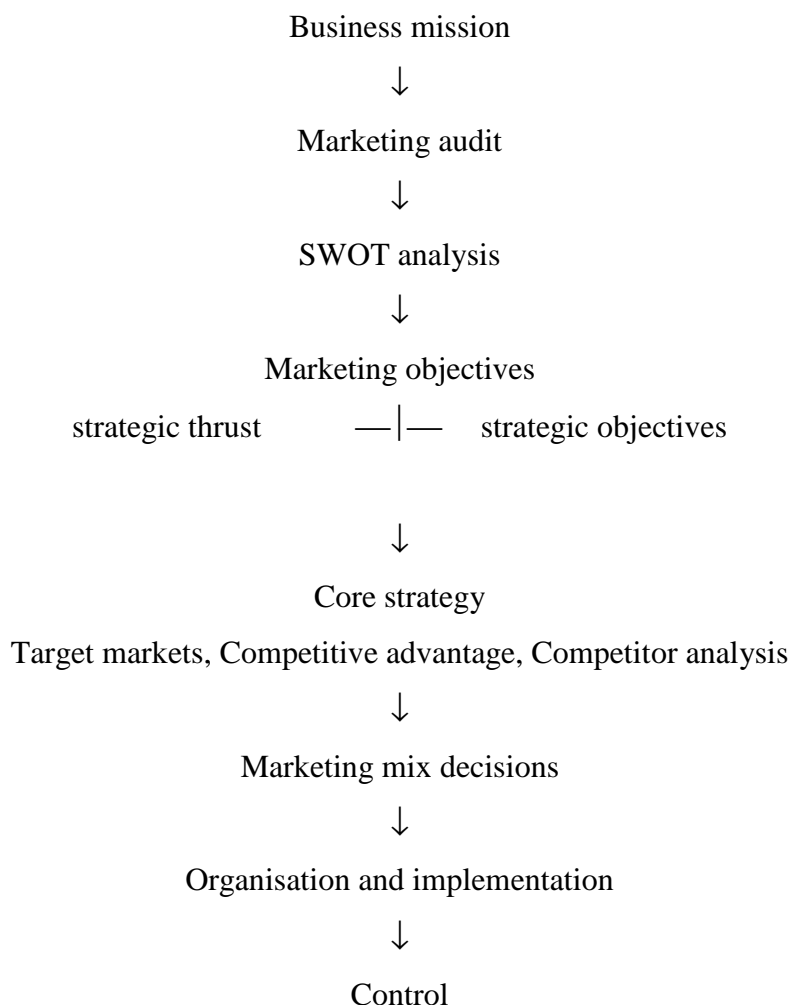 Business mission
↓
Marketing audit
↓
SWOT analysis
↓
Marketing objectives
strategic thrust —|— strategic objectives
↓
Core strategy
Target markets, Competitive advantage, Competitor analysis
↓
Marketing mix decisions
↓
Organisation and implementation
↓
Control